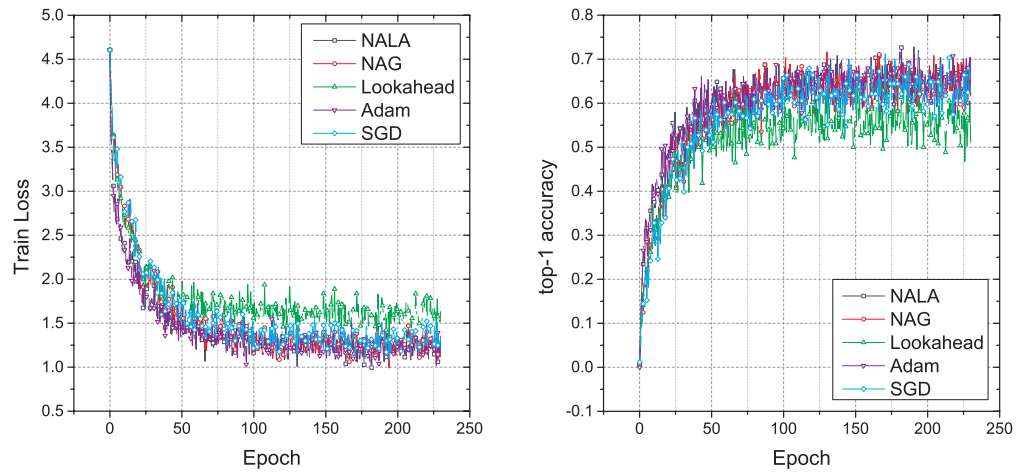 Train Loss
5.0
4.5
4.0
3.5
3.0
2.5
2.0
1.5
1.0
0.5
0
50
100
150
200
250
Epoch
NALA
NAG
Lookahead
Adam
SGD
top-1 accuracy
0.8
0.7
0.6
0.5
0.4
0.3
0.2
0.1
0.0
-0.1
0
50
100
150
200
250
Epoch
NALA
NAG
Lookahead
Adam
SGD